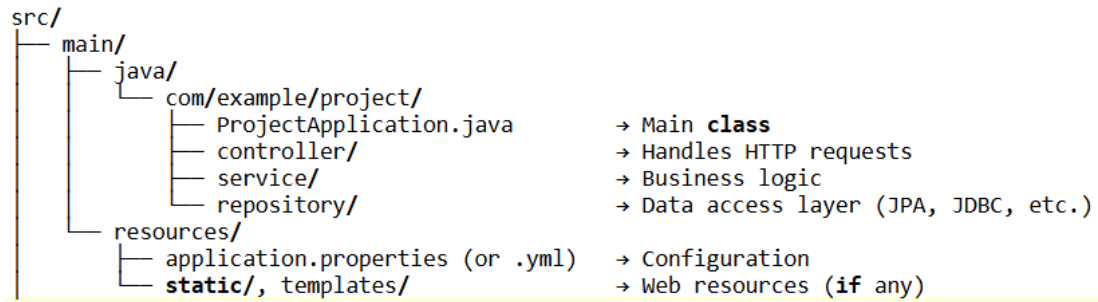 src/
├── main/
│   ├── java/
│   │   └── com/example/project/
│   │       ├── ProjectApplication.java        → Main class
│   │       ├── controller/                    → Handles HTTP requests
│   │       ├── service/                       → Business logic
│   │       └── repository/                    → Data access layer (JPA, JDBC, etc.)
│   └── resources/
│       ├── application.properties (or .yml)   → Configuration
│       └── static/, templates/                → Web resources (if any)